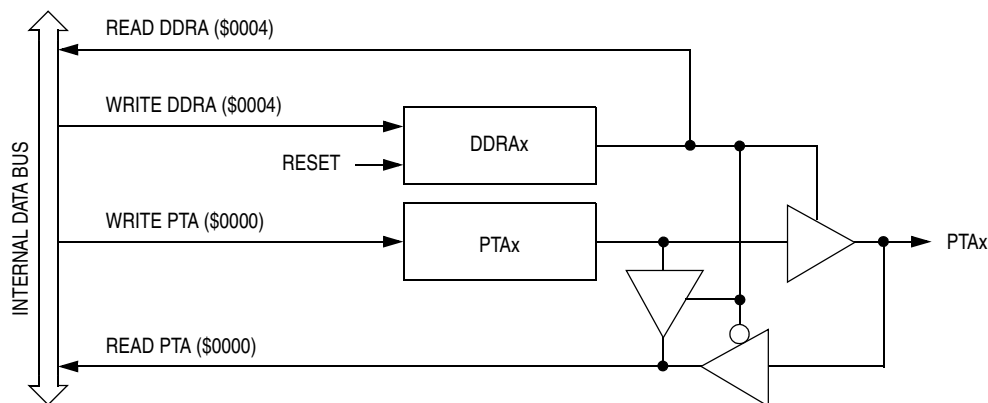 READ DDRA ($0004)
WRITE DDRA ($0004)
DDRAx
RESET
WRITE PTA ($0000)
PTAx
PTAx
READ PTA ($0000)
INTERNAL DATA BUS